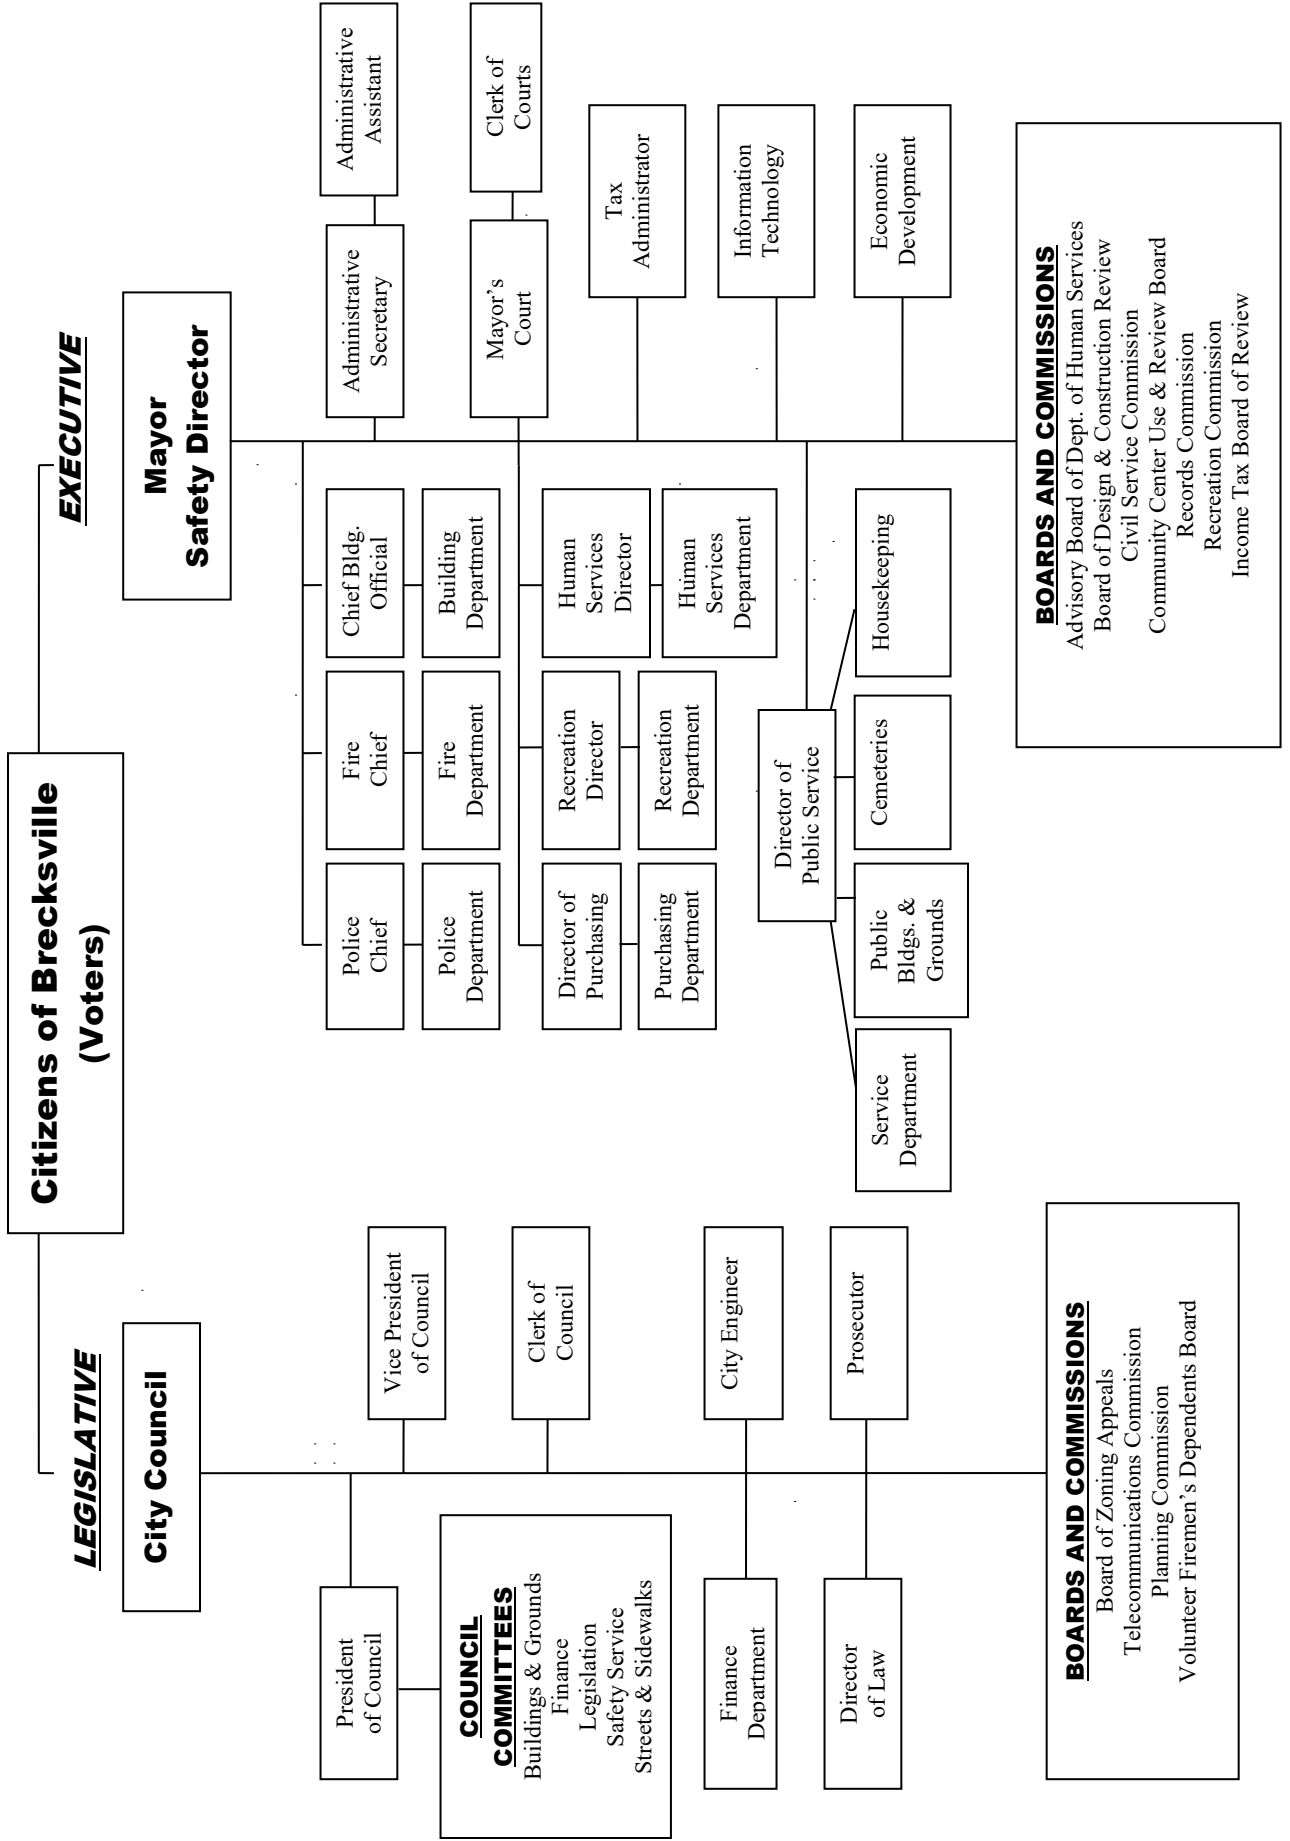 Citizens of Brecksville
(Voters)
LEGISLATIVE
City Council
President
of Council
Vice President
of Council
COUNCIL
COMMITTEES
Buildings & Grounds
Finance
Legislation
Safety Service
Streets & Sidewalks
Clerk of
Council
Finance
Department
City Engineer
Director
of Law
Prosecutor
BOARDS AND COMMISSIONS
Board of Zoning Appeals
Telecommunications Commission
Planning Commission
Volunteer Firemen's Dependents Board
EXECUTIVE
Mayor
Safety Director
Administrative
Secretary
Administrative
Assistant
Police
Chief
Fire
Chief
Chief Bldg.
Official
Police
Department
Fire
Department
Building
Department
Mayor's
Court
Clerk of
Courts
Director of
Purchasing
Recreation
Director
Human
Services
Director
Purchasing
Department
Recreation
Department
Human
Services
Department
Tax
Administrator
Information
Technology
Director of
Public Service
Service
Department
Public
Bldgs. &
Grounds
Cemeteries
Housekeeping
Economic
Development
BOARDS AND COMMISSIONS
Advisory Board of Dept. of Human Services
Board of Design & Construction Review
Civil Service Commission
Community Center Use & Review Board
Records Commission
Recreation Commission
Income Tax Board of Review